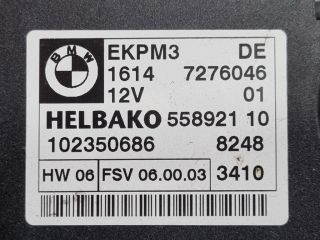 BMW
EKPM3 DE
1614 7276046
12V 01
HELBAKO 558921 10
102350686 8248
HW 06 FSV 06.00.03 3410